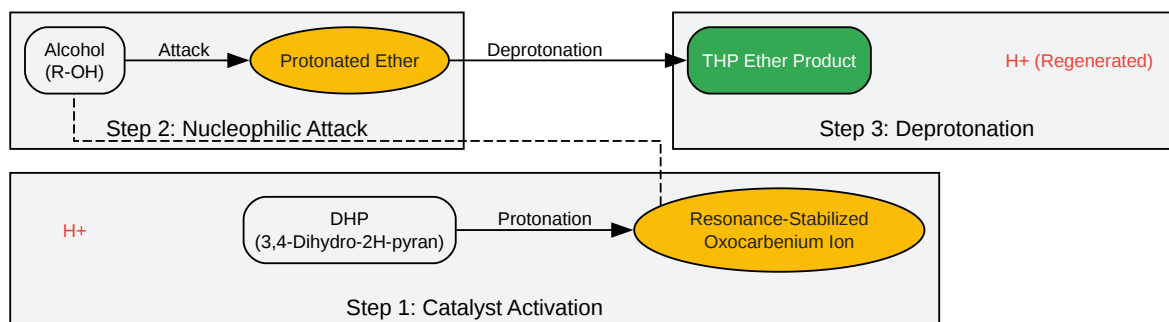 Alcohol
(R-OH)
Attack
Protonated Ether
Deprotonation
THP Ether Product
H+ (Regenerated)
Step 2: Nucleophilic Attack
Step 3: Deprotonation
H+
DHP
(3,4-Dihydro-2H-pyran)
Protonation
Resonance-Stabilized
Oxocarbenium Ion
Step 1: Catalyst Activation